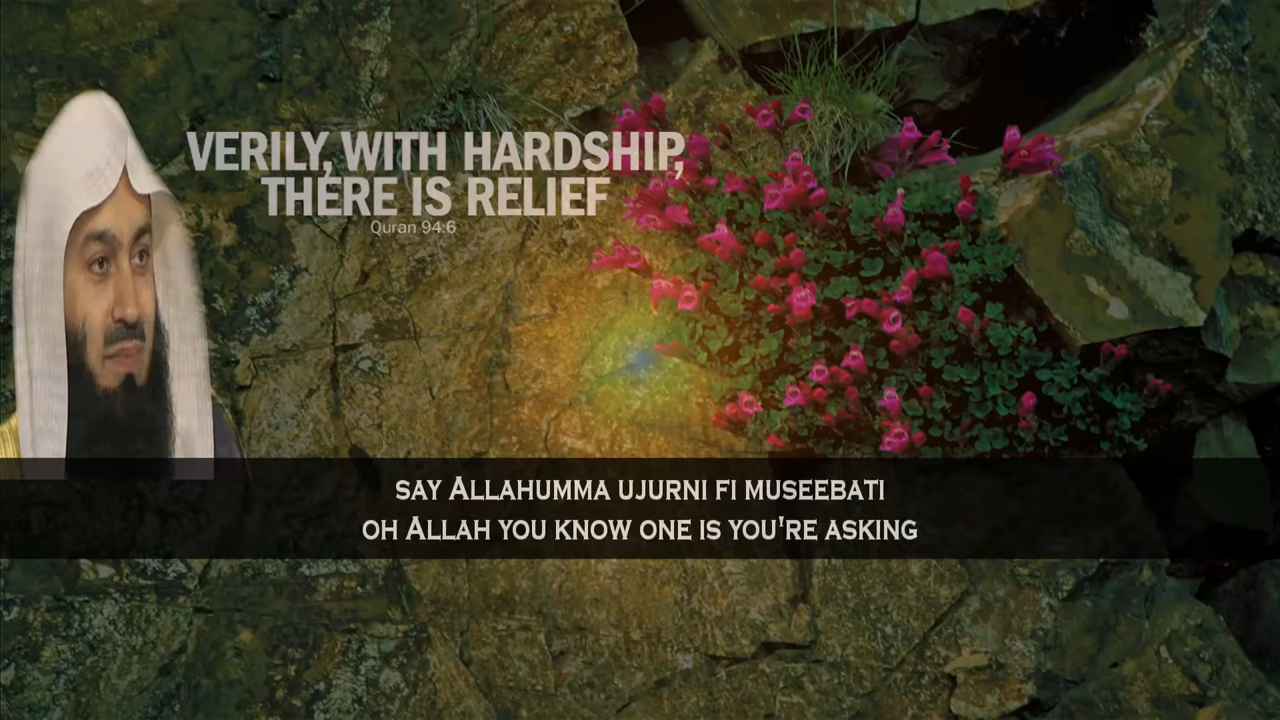 VERILY, WITH HARDSHIP,
THERE IS RELIEF
Quran 94:6
SAY ALLAHUMMA UJURNI FI MUSEEBATI
OH ALLAH YOU KNOW ONE IS YOU'RE ASKING